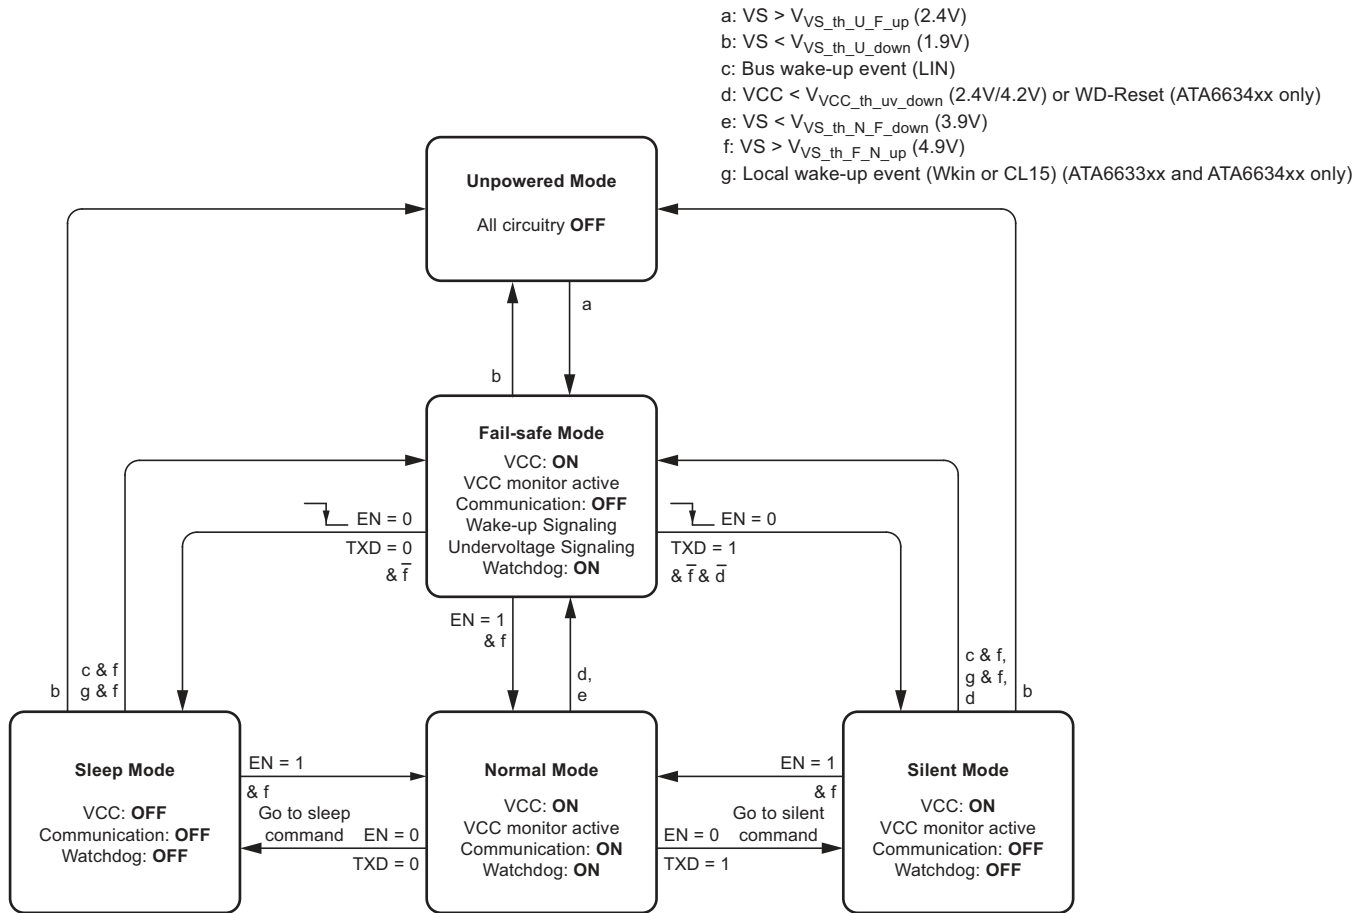 a: VS > V_VS_th_U_F_up (2.4V)
b: VS < V_VS_th_U_down (1.9V)
c: Bus wake-up event (LIN)
d: VCC < V_VCC_th_uv_down (2.4V/4.2V) or WD-Reset (ATA6634xx only)
e: VS < V_VS_th_N_F_down (3.9V)
f: VS > V_VS_th_F_N_up (4.9V)
g: Local wake-up event (Wkin or CL15) (ATA6633xx and ATA6634xx only)
Unpowered Mode
All circuitry OFF
a
b
Fail-safe Mode
VCC: ON
VCC monitor active
Communication: OFF
Wake-up Signaling
Undervoltage Signaling
Watchdog: ON
EN = 0
TXD = 0
& f̅
EN = 0
TXD = 1
& f̅ & d̅
EN = 1
& f
d,
e
b
c & f
g & f
c & f,
g & f,
d
b
Sleep Mode
VCC: OFF
Communication: OFF
Watchdog: OFF
EN = 1
& f
Go to sleep
command
EN = 0
TXD = 0
Normal Mode
VCC: ON
VCC monitor active
Communication: ON
Watchdog: ON
EN = 1
& f
Go to silent
command
EN = 0
TXD = 1
Silent Mode
VCC: ON
VCC monitor active
Communication: OFF
Watchdog: OFF